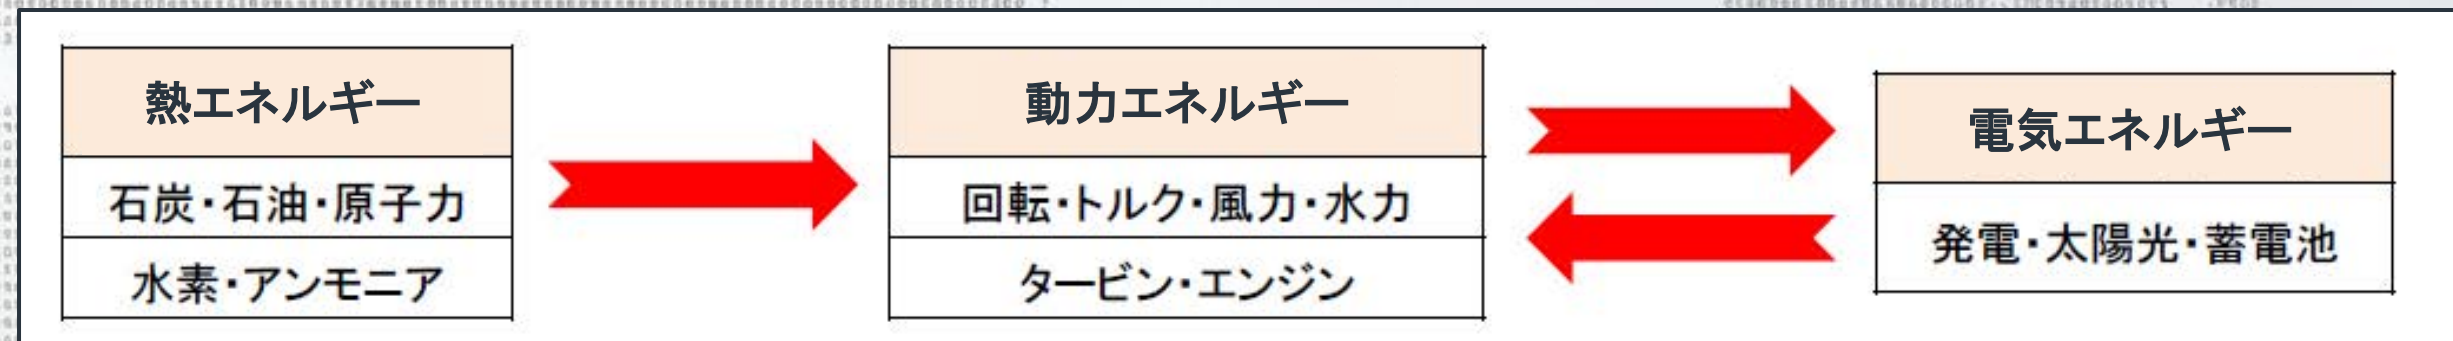 熱エネルギー
石炭・石油・原子力
水素・アンモニア
動力エネルギー
回転・トルク・風力・水力
タービン・エンジン
電気エネルギー
発電・太陽光・蓄電池